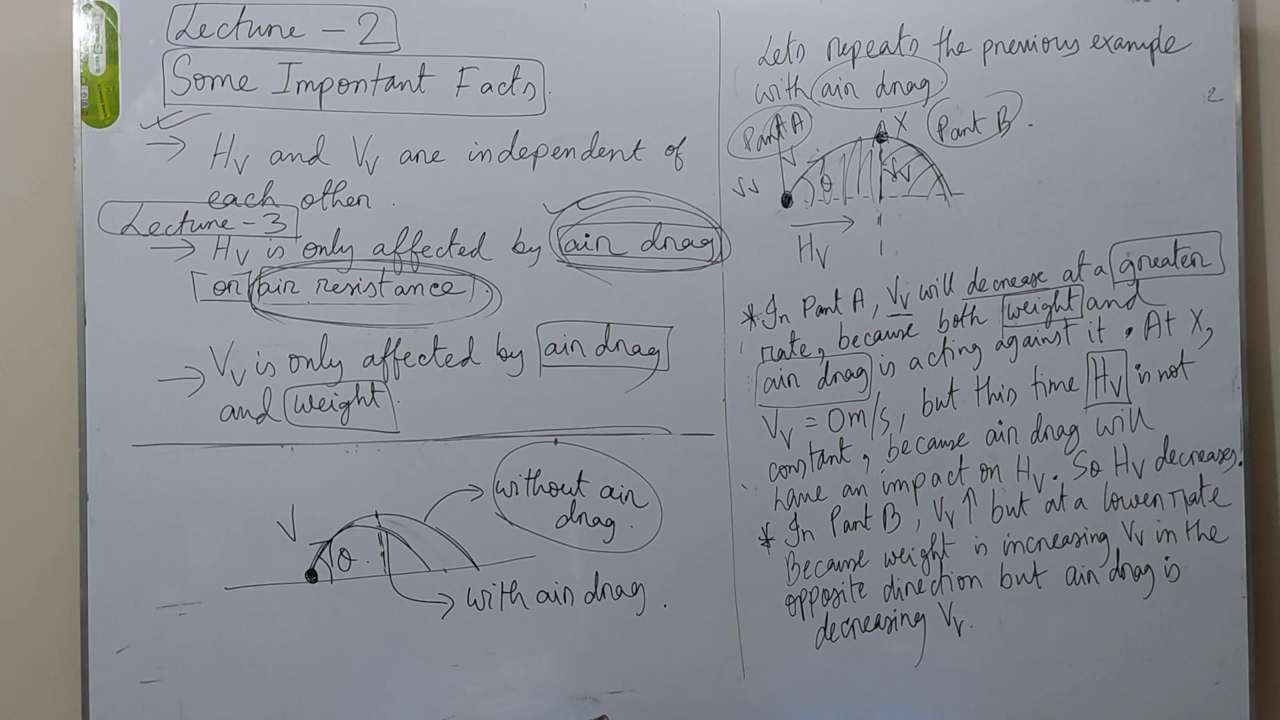 Lecture - 2
Some Important Facts.
→ Hv and Vv are independent of
each other.
Lecture - 3
→ Hv is only affected by air drag
or air resistance.
→ Vv is only affected by air drag
and weight.
without air
drag.
V
θ.
with air drag.
Lets repeats the previous example
with air drag
2
Part A
X
Part B.
V
Vv
θ
Vv
Hv
* In Part A, Vv will decrease at a greater
rate, because both weight and
air drag is acting against it. At X,
Vv = 0m/s, but this time Hv is not
constant, because air drag will
have an impact on Hv. So Hv decreases.
* In Part B, Vv ↑ but at a lower rate
Because weight is increasing Vv in the
opposite direction but air drag is
decreasing Vv.